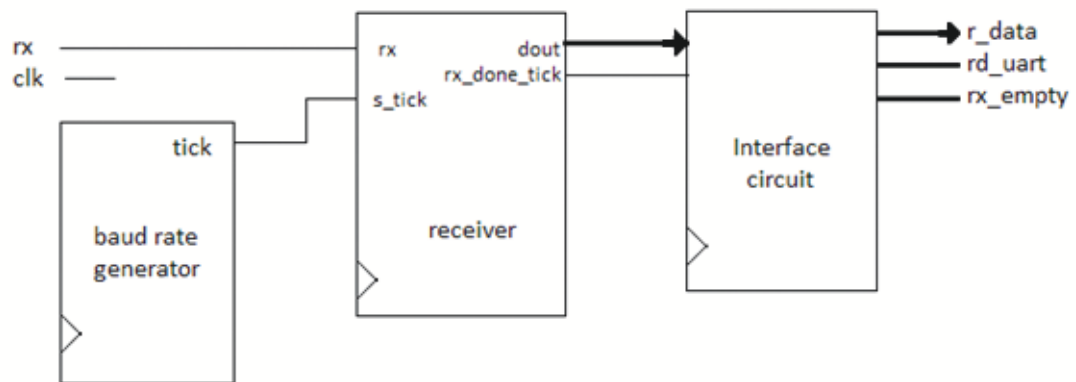 rx
clk
tick
baud rate
generator
rx
s_tick
dout
rx_done_tick
receiver
Interface
circuit
r_data
rd_uart
rx_empty